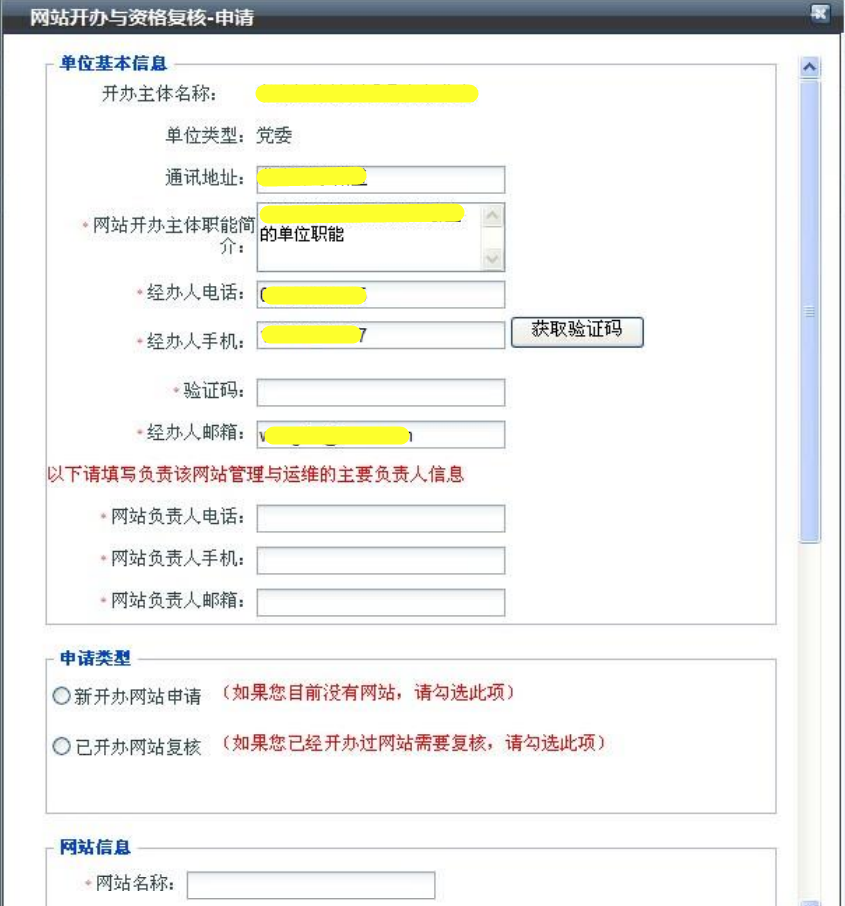 网站开办与资格复核-申请
单位基本信息
开办主体名称：
单位类型：党委
通讯地址：
*网站开办主体职能简
介：
的单位职能
*经办人电话：
*经办人手机： 7 获取验证码
*验证码：
*经办人邮箱：
以下请填写负责该网站管理与运维的主要负责人信息
*网站负责人电话：
*网站负责人手机：
*网站负责人邮箱：
申请类型
新开办网站申请 （如果您目前没有网站，请勾选此项）
已开办网站复核 （如果您已经开办过网站需要复核，请勾选此项）
网站信息
*网站名称：